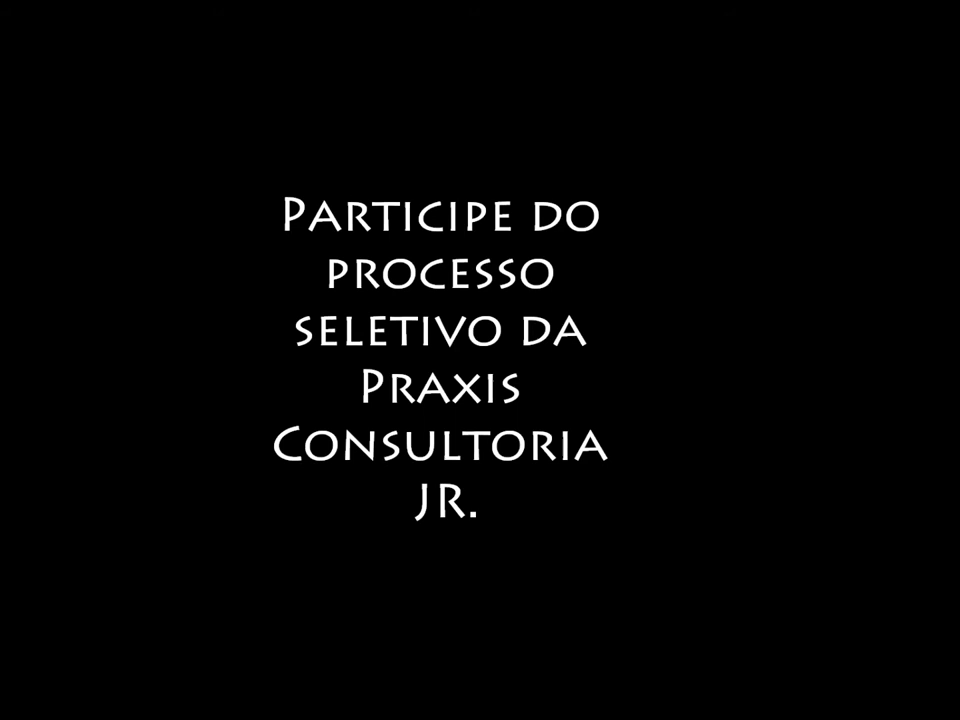 Participe do
processo
seletivo da
Praxis
Consultoria
JR.